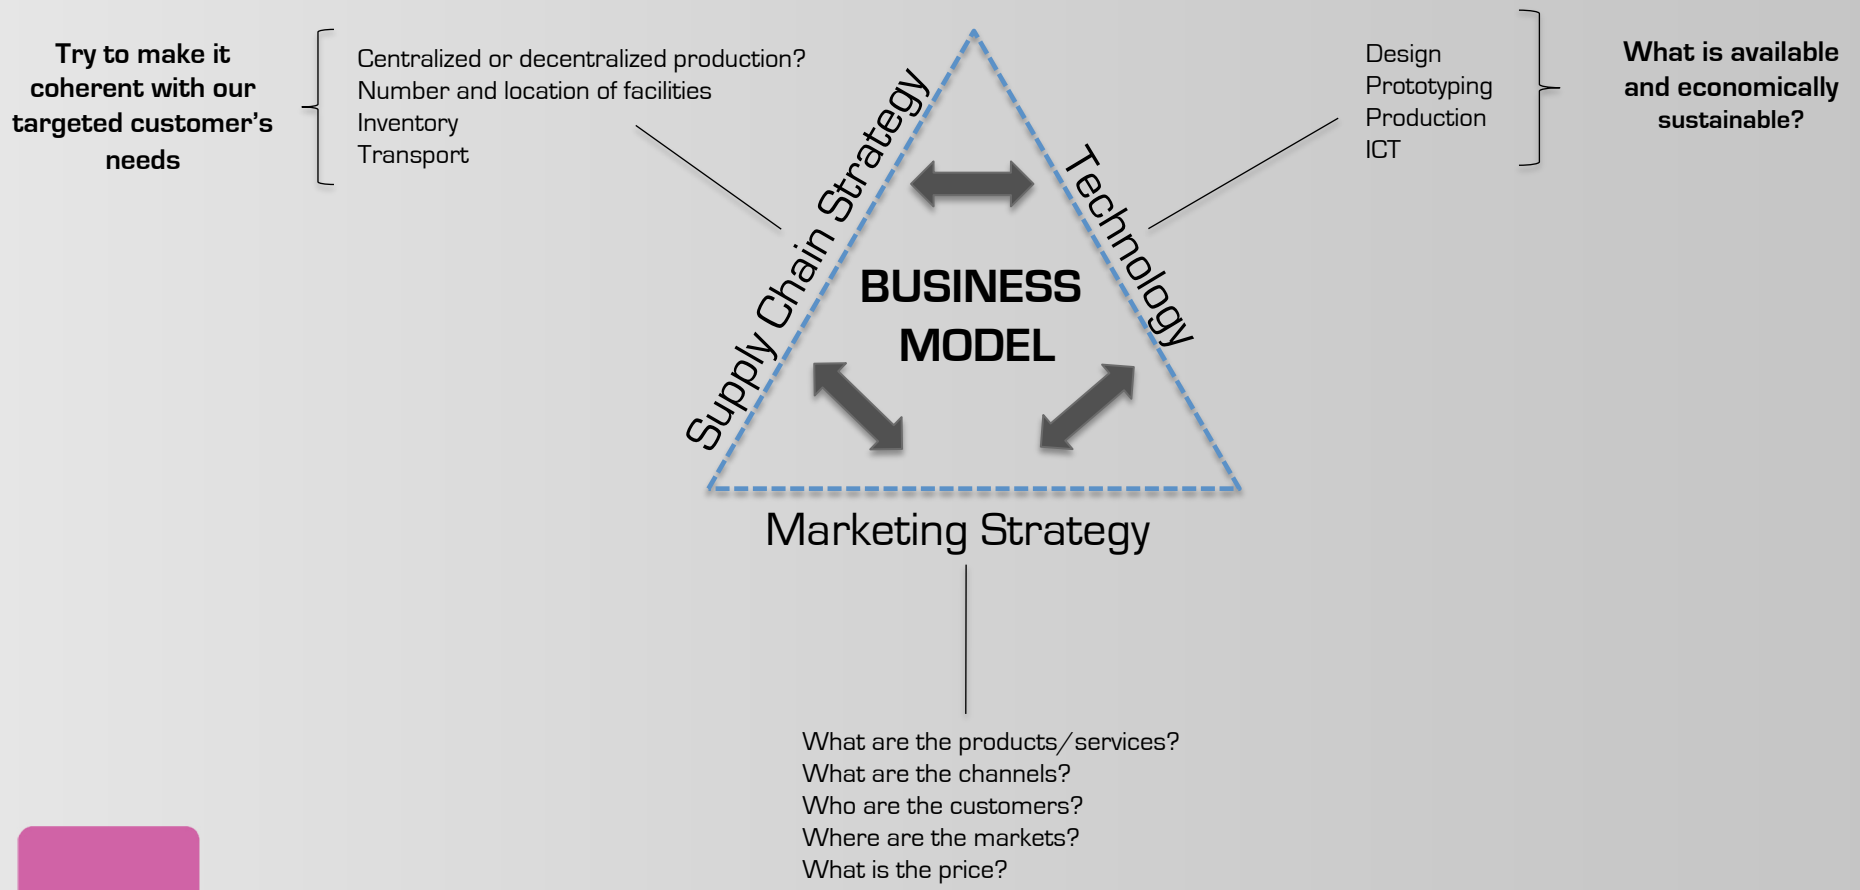 Try to make it
coherent with our
targeted customer's
needs
Centralized or decentralized production?
Number and location of facilities
Inventory
Transport
Supply Chain Strategy
BUSINESS
MODEL
Technology
Design
Prototyping
Production
ICT
What is available
and economically
sustainable?
Marketing Strategy
What are the products/services?
What are the channels?
Who are the customers?
Where are the markets?
What is the price?